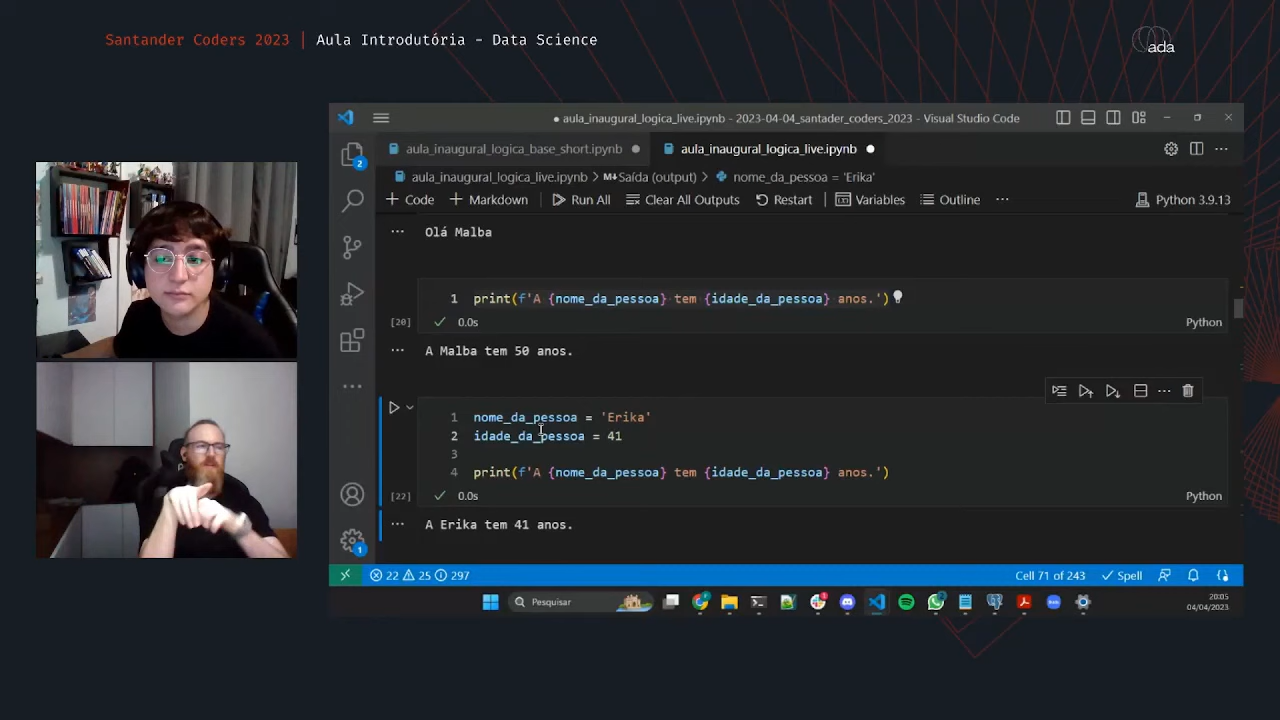 Santander Coders 2023 | Aula Introdutória - Data Science
ada
● aula_inaugural_logica_live.ipynb - 2023-04-04_santader_coders_2023 - Visual Studio Code
aula_inaugural_logica_base_short.ipynb ● aula_inaugural_logica_live.ipynb ●
aula_inaugural_logica_live.ipynb > M↓Saída (output) > nome_da_pessoa = 'Erika'
+ Code + Markdown Run All Clear All Outputs Restart Variables Outline ··· Python 3.9.13
2
··· Olá Malba
1 print(f'A {nome_da_pessoa} tem {idade_da_pessoa} anos.')
[20] ✓ 0.0s Python
··· A Malba tem 50 anos.
1 nome_da_pessoa = 'Erika'
2 idade_da_pessoa = 41
3
4 print(f'A {nome_da_pessoa} tem {idade_da_pessoa} anos.')
[22] ✓ 0.0s Python
··· A Erika tem 41 anos.
1
22 25 297 Cell 71 of 243 ✓ Spell
Pesquisar
20:05
04/04/2023